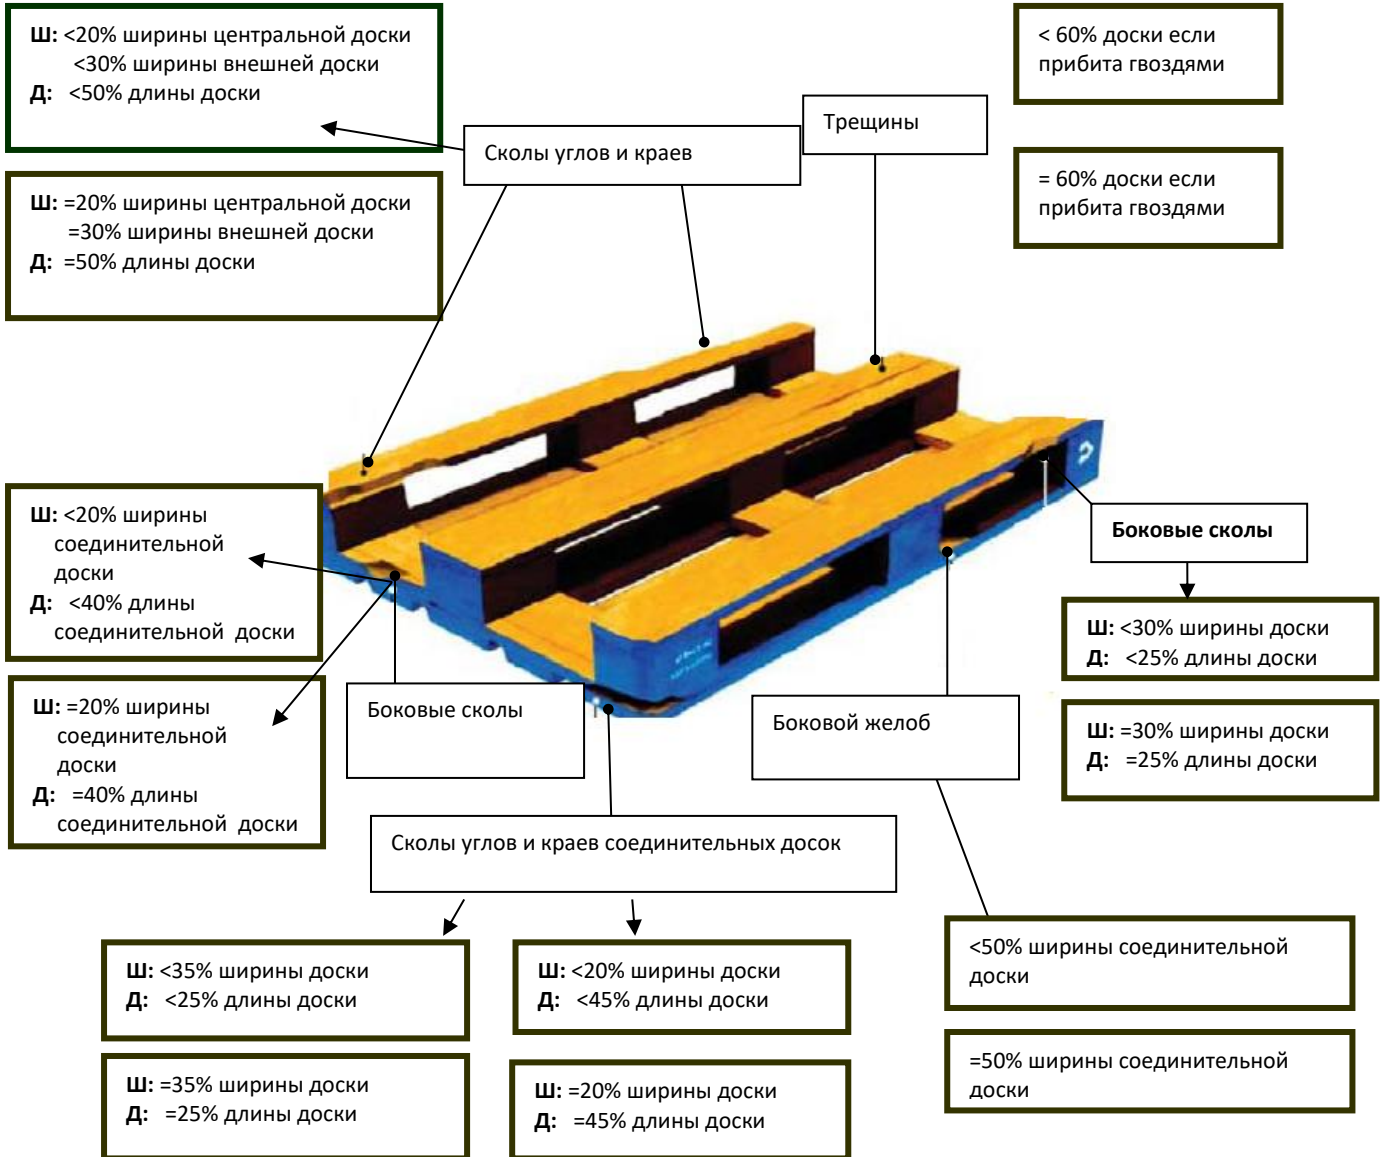 Ш: <20% ширины центральной доски
<30% ширины внешней доски
Д: <50% длины доски
< 60% доски если
прибита гвоздями
Трещины
Сколы углов и краев
= 60% доски если
прибита гвоздями
Ш: =20% ширины центральной доски
=30% ширины внешней доски
Д: =50% длины доски
Ш: <20% ширины
соединительной
доски
Д: <40% длины
соединительной доски
Боковые сколы
Ш: <30% ширины доски
Д: <25% длины доски
Ш: =20% ширины
соединительной
доски
Д: =40% длины
соединительной доски
Боковые сколы
Боковой желоб
Ш: =30% ширины доски
Д: =25% длины доски
Сколы углов и краев соединительных досок
Ш: <35% ширины доски
Д: <25% длины доски
Ш: <20% ширины доски
Д: <45% длины доски
<50% ширины соединительной
доски
Ш: =35% ширины доски
Д: =25% длины доски
Ш: =20% ширины доски
Д: =45% длины доски
=50% ширины соединительной
доски